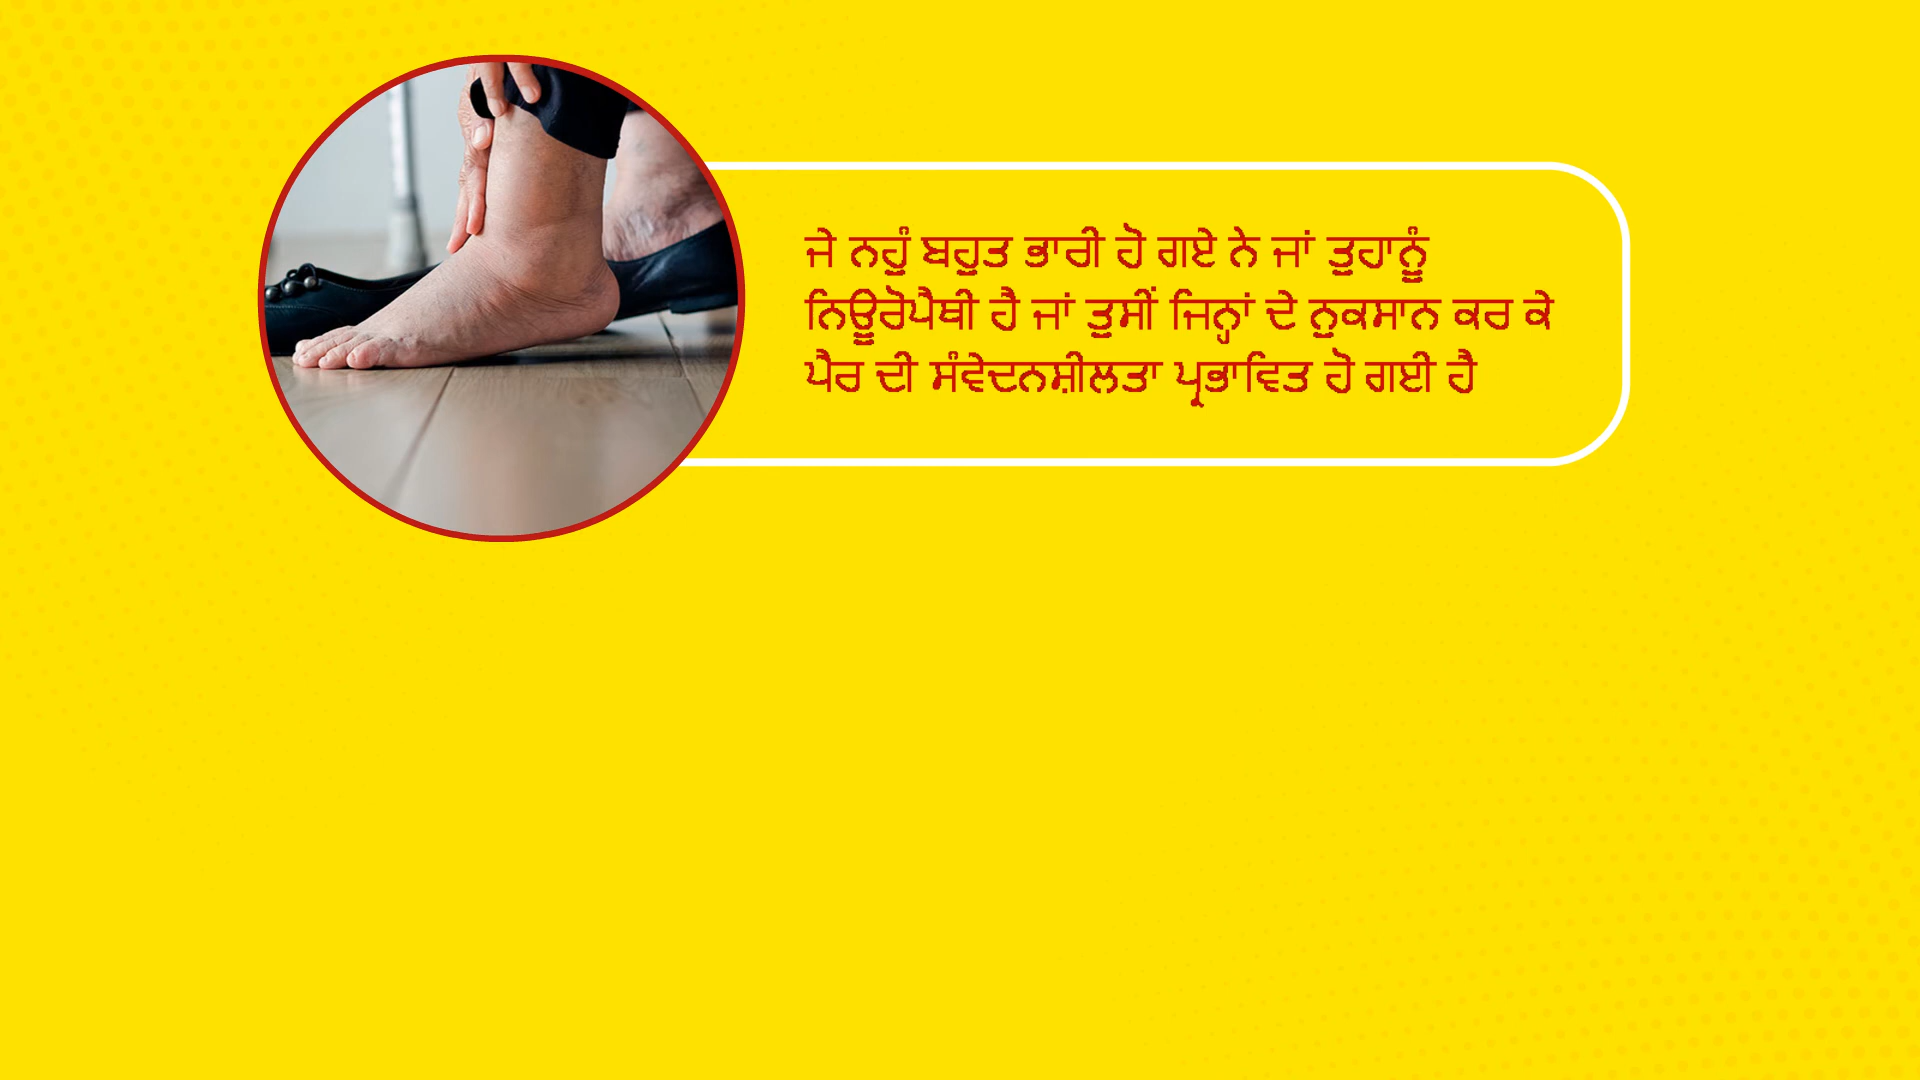 ਜੇ ਨਹੁੰ ਬਹੁਤ ਭਾਰੀ ਹੋ ਗਏ ਨੇ ਜਾਂ ਤੁਹਾਨੂੰ
ਨਿਊਰੋਪੈਥੀ ਹੈ ਜਾਂ ਤੁਸੀਂ ਜਿਨ੍ਹਾਂ ਦੇ ਨੁਕਸਾਨ ਕਰ ਕੇ
ਪੈਰ ਦੀ ਸੰਵੇਦਨਸ਼ੀਲਤਾ ਪ੍ਰਭਾਵਿਤ ਹੋ ਗਈ ਹੈ